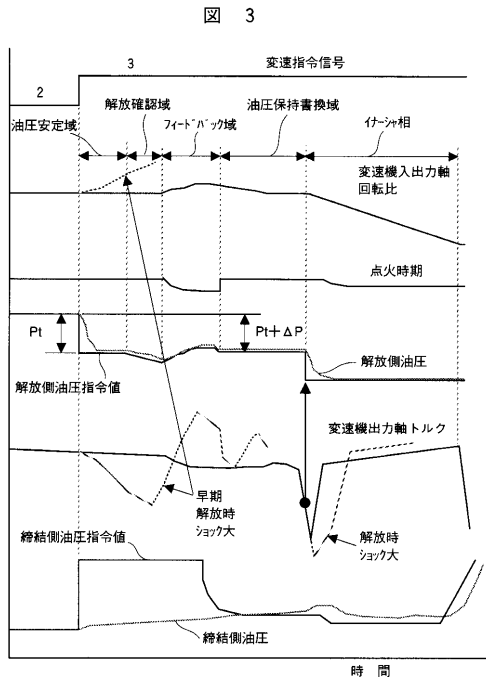 図 3
3
変速指令信号
2
解放確認域
油圧保持書換域
油圧安定域
フィードバック域
イナーシャ相
変速機入出力軸
回転比
点火時期
Pt
Pt+ΔP
解放側油圧
解放側油圧指令値
変速機出力軸トルク
早期
解放時
ショック大
解放時
ショック大
締結側油圧指令値
締結側油圧
時 間